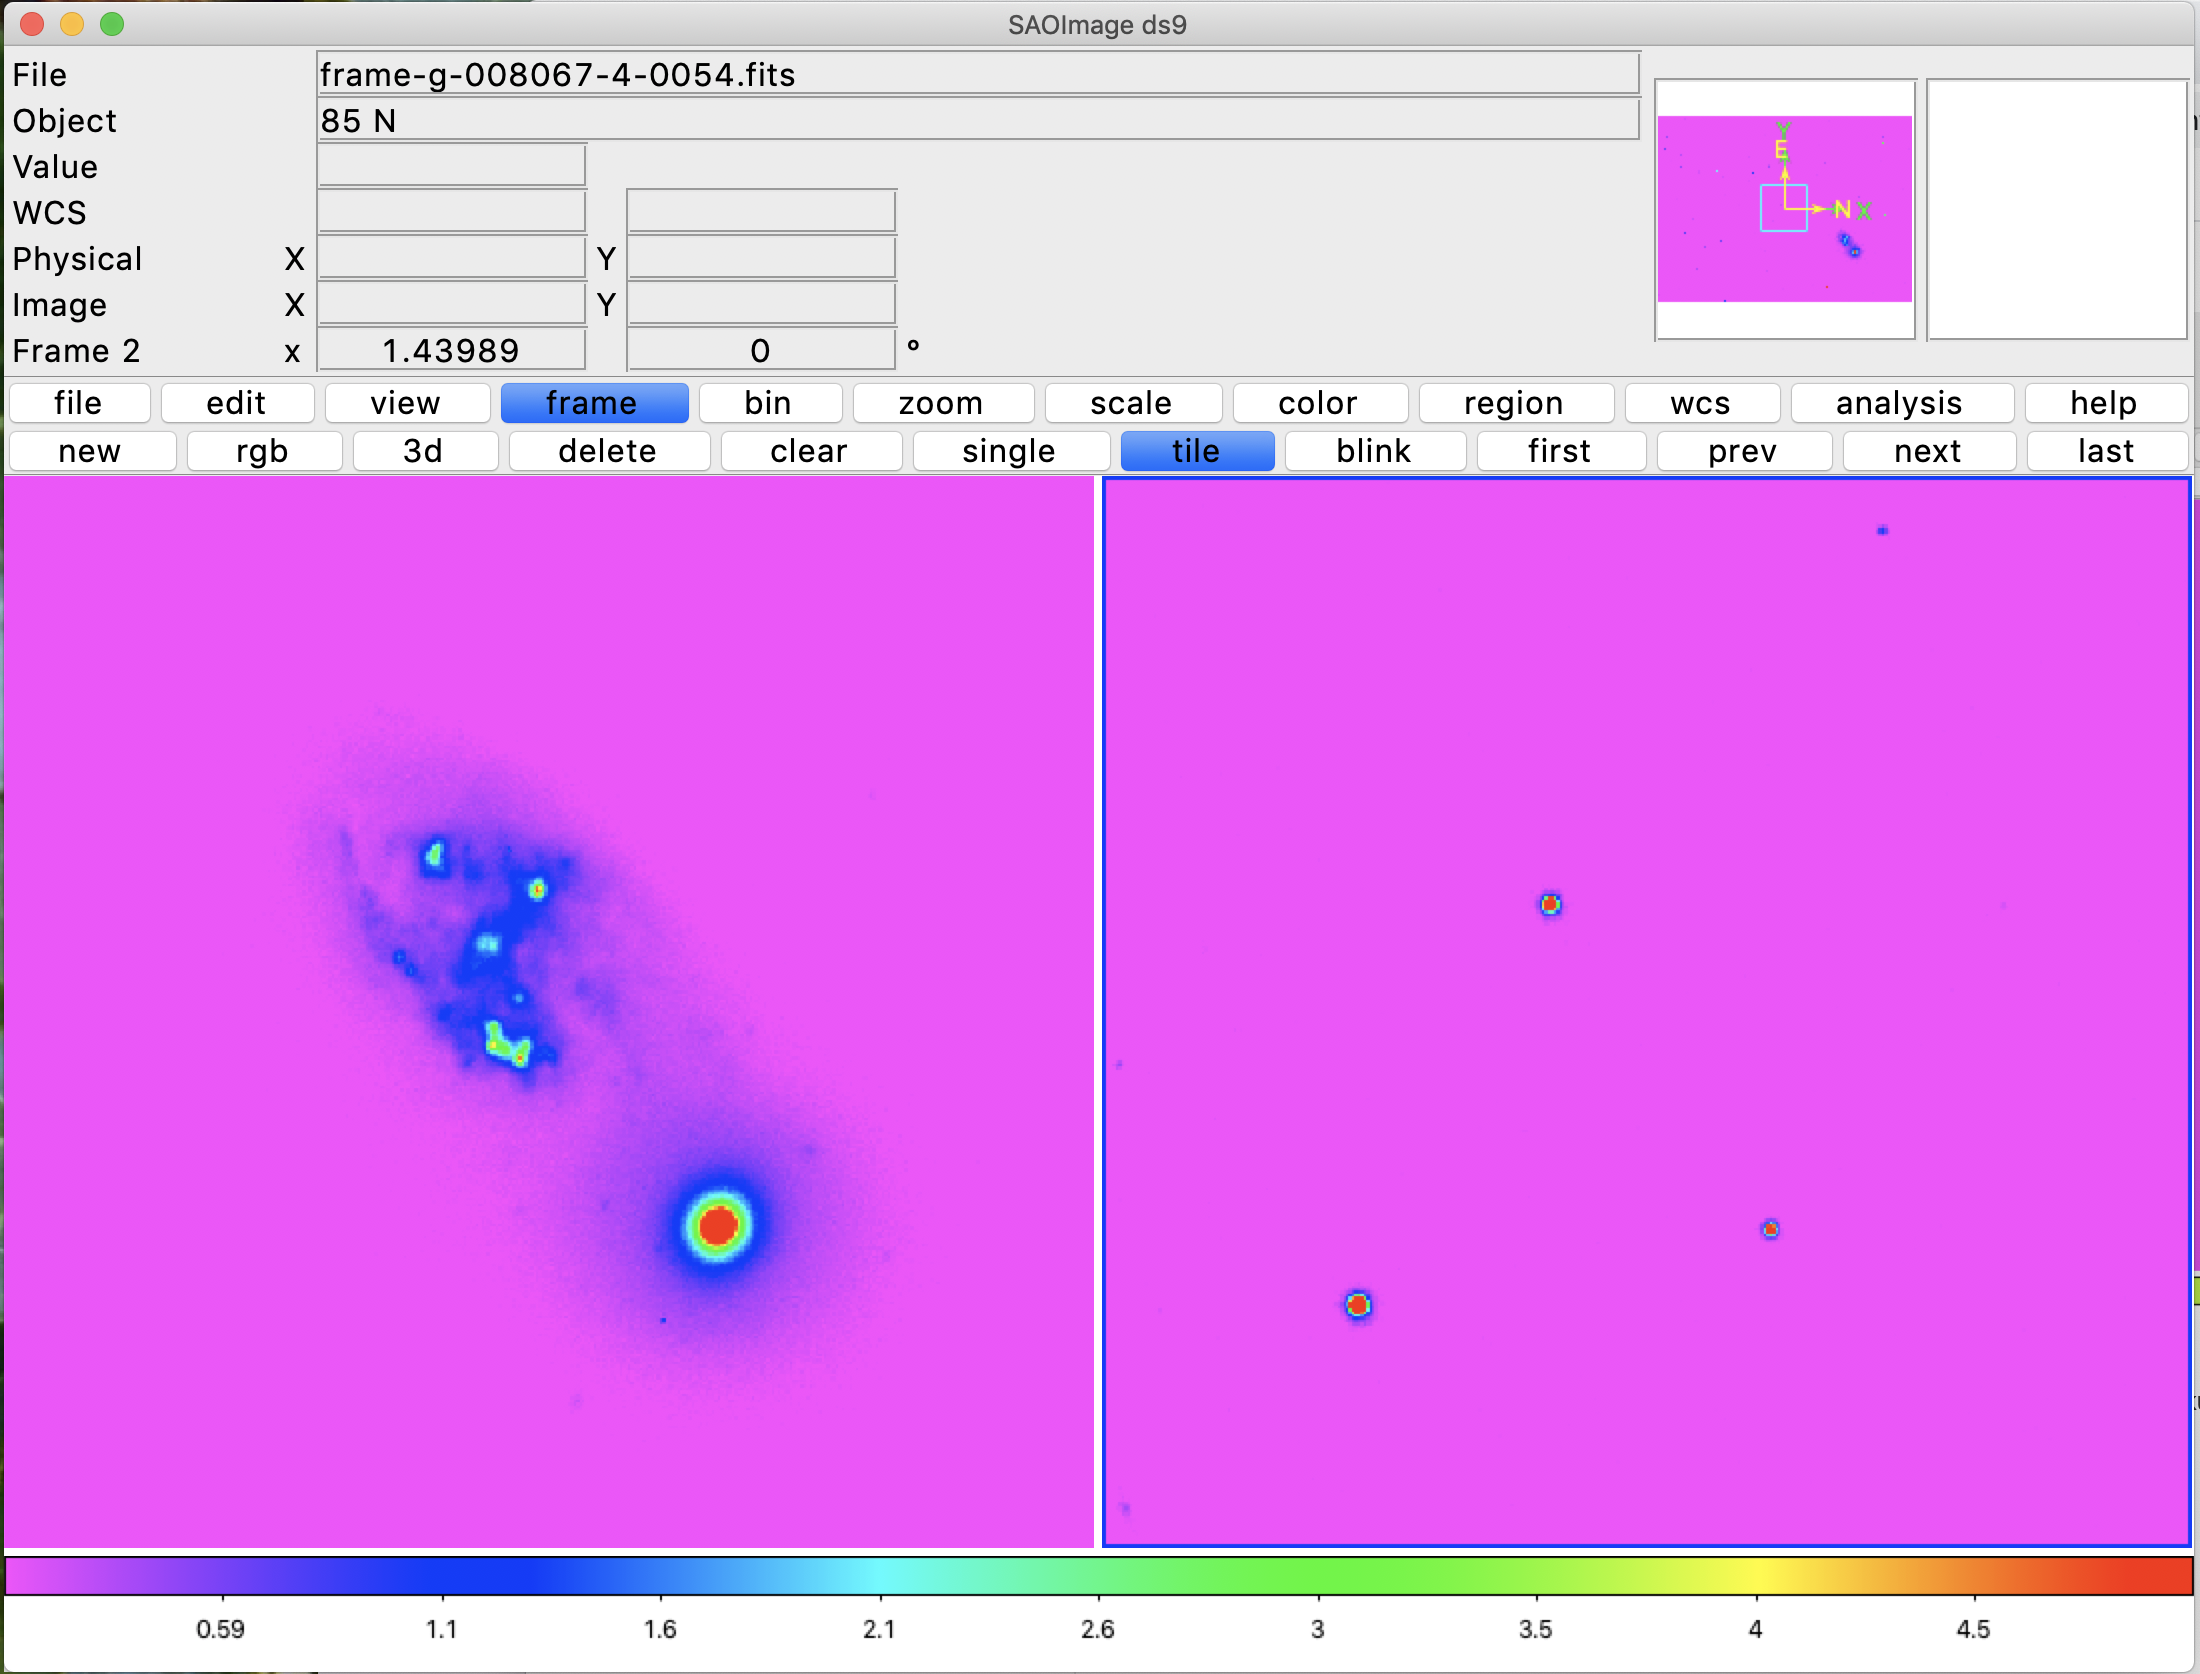 SAOImage ds9
File frame-g-008067-4-0054.fits
Object 85 N
Value
WCS
Physical X Y
Image X Y
Frame 2 x 1.43989 0 °
Y
E
N X
file edit view frame bin zoom scale color region wcs analysis help
new rgb 3d delete clear single tile blink first prev next last
0.59 1.1 1.6 2.1 2.6 3 3.5 4 4.5